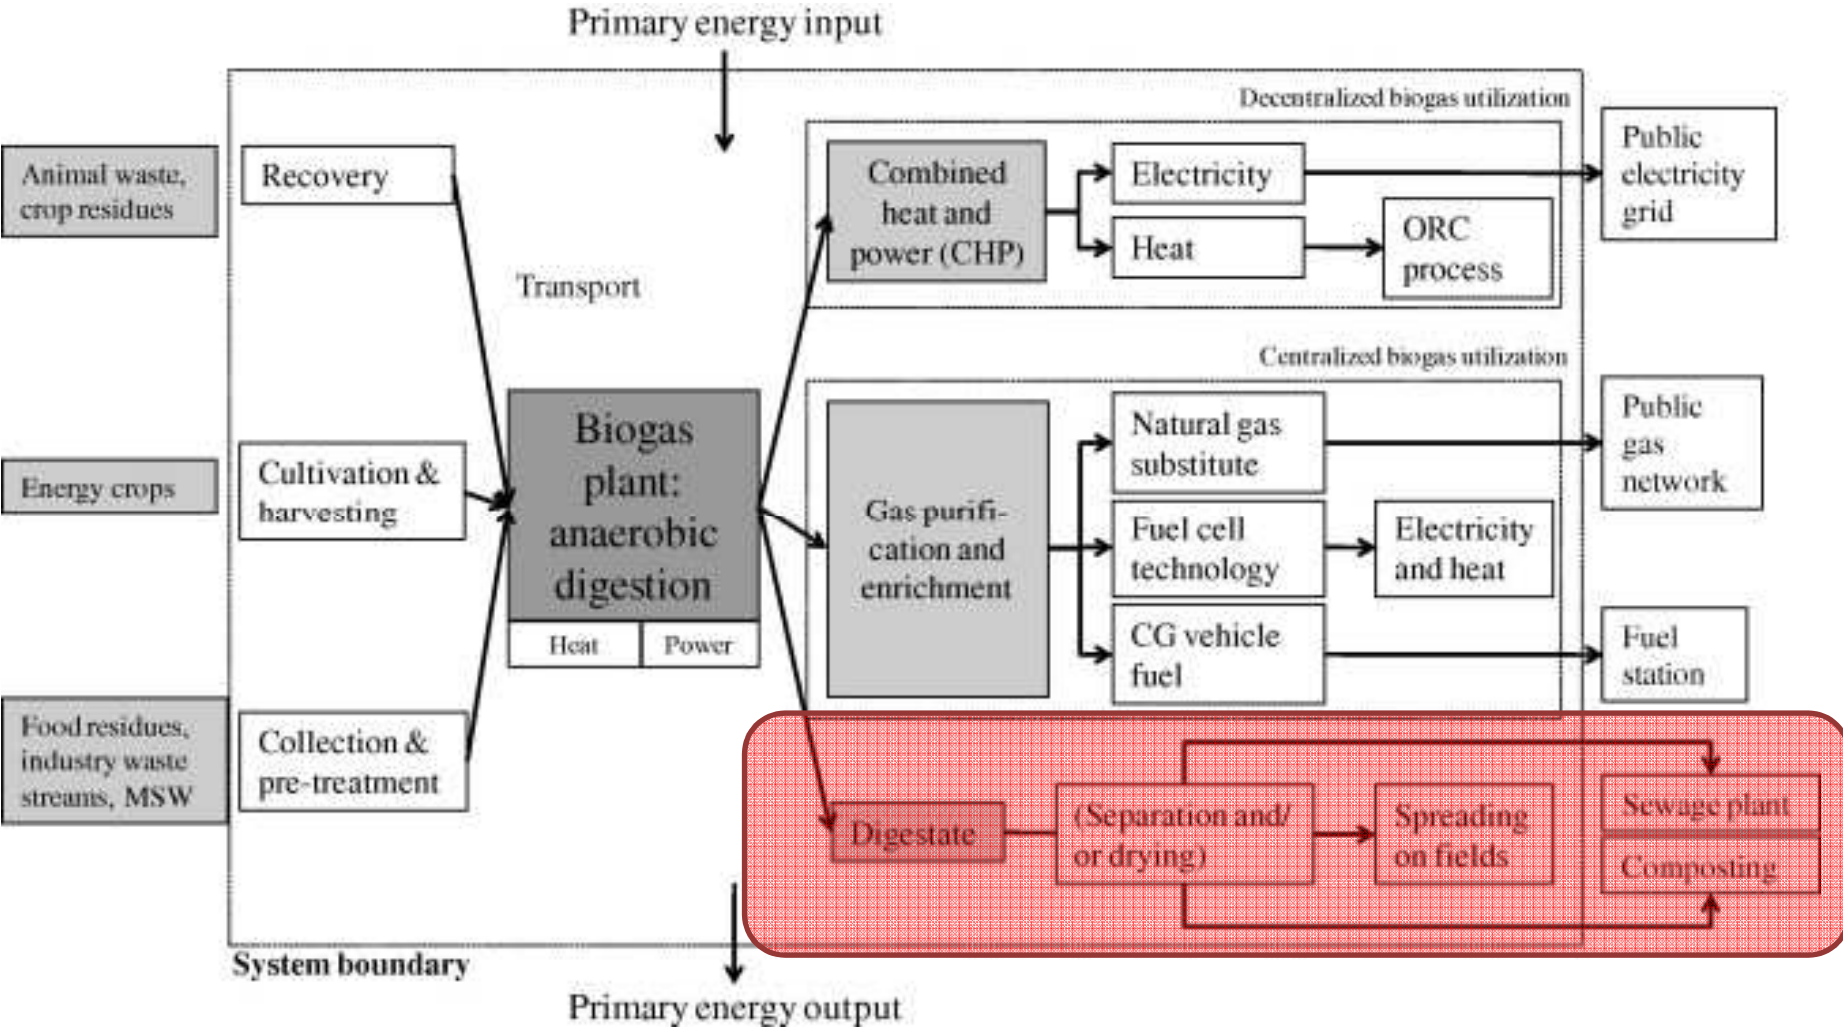 Primary energy input
Decentralized biogas utilization
Animal waste,
crop residues
Recovery
Transport
Combined
heat and
power (CHP)
Electricity
Heat
ORC
process
Public
electricity
grid
Centralized biogas utilization
Energy crops
Cultivation &
harvesting
Biogas
plant:
anaerobic
digestion
Heat
Power
Gas purifi-
cation and
enrichment
Natural gas
substitute
Fuel cell
technology
Electricity
and heat
CG vehicle
fuel
Public
gas
network
Fuel
station
Food residues,
industry waste
streams, MSW
Collection &
pre-treatment
Digestate
(Separation and/
or drying)
Spreading
on fields
Sewage plant
Composting
System boundary
Primary energy output